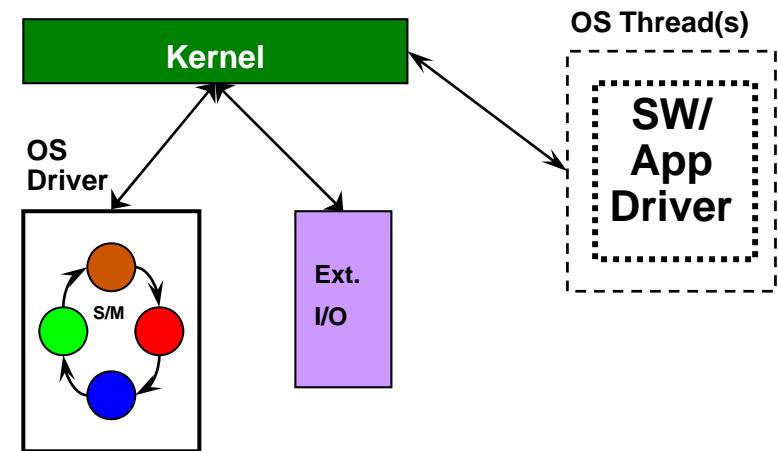 OS Thread(s)
Kernel
SW/
App
Driver
OS
Driver
S/M
Ext.
I/O